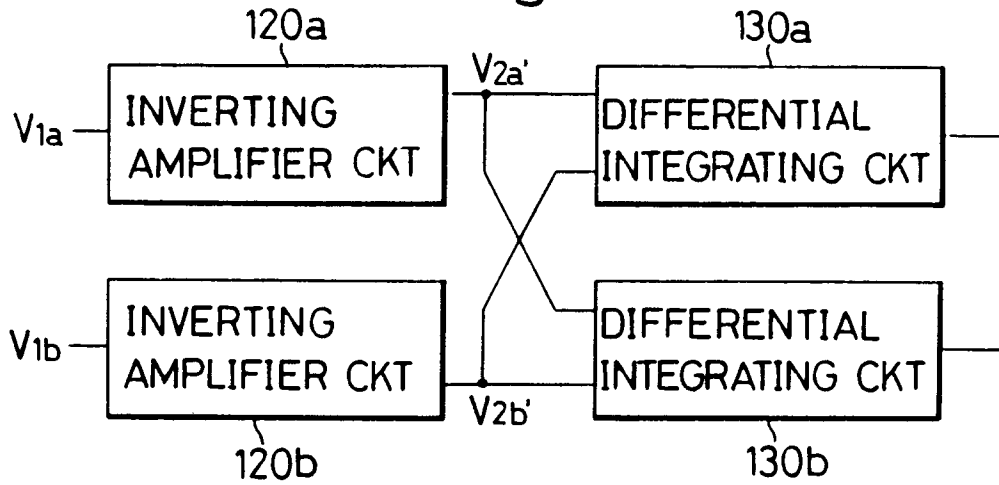 120a
130a
V1a
INVERTING
AMPLIFIER CKT
V2a'
DIFFERENTIAL
INTEGRATING CKT
V1b
INVERTING
AMPLIFIER CKT
V2b'
DIFFERENTIAL
INTEGRATING CKT
120b
130b